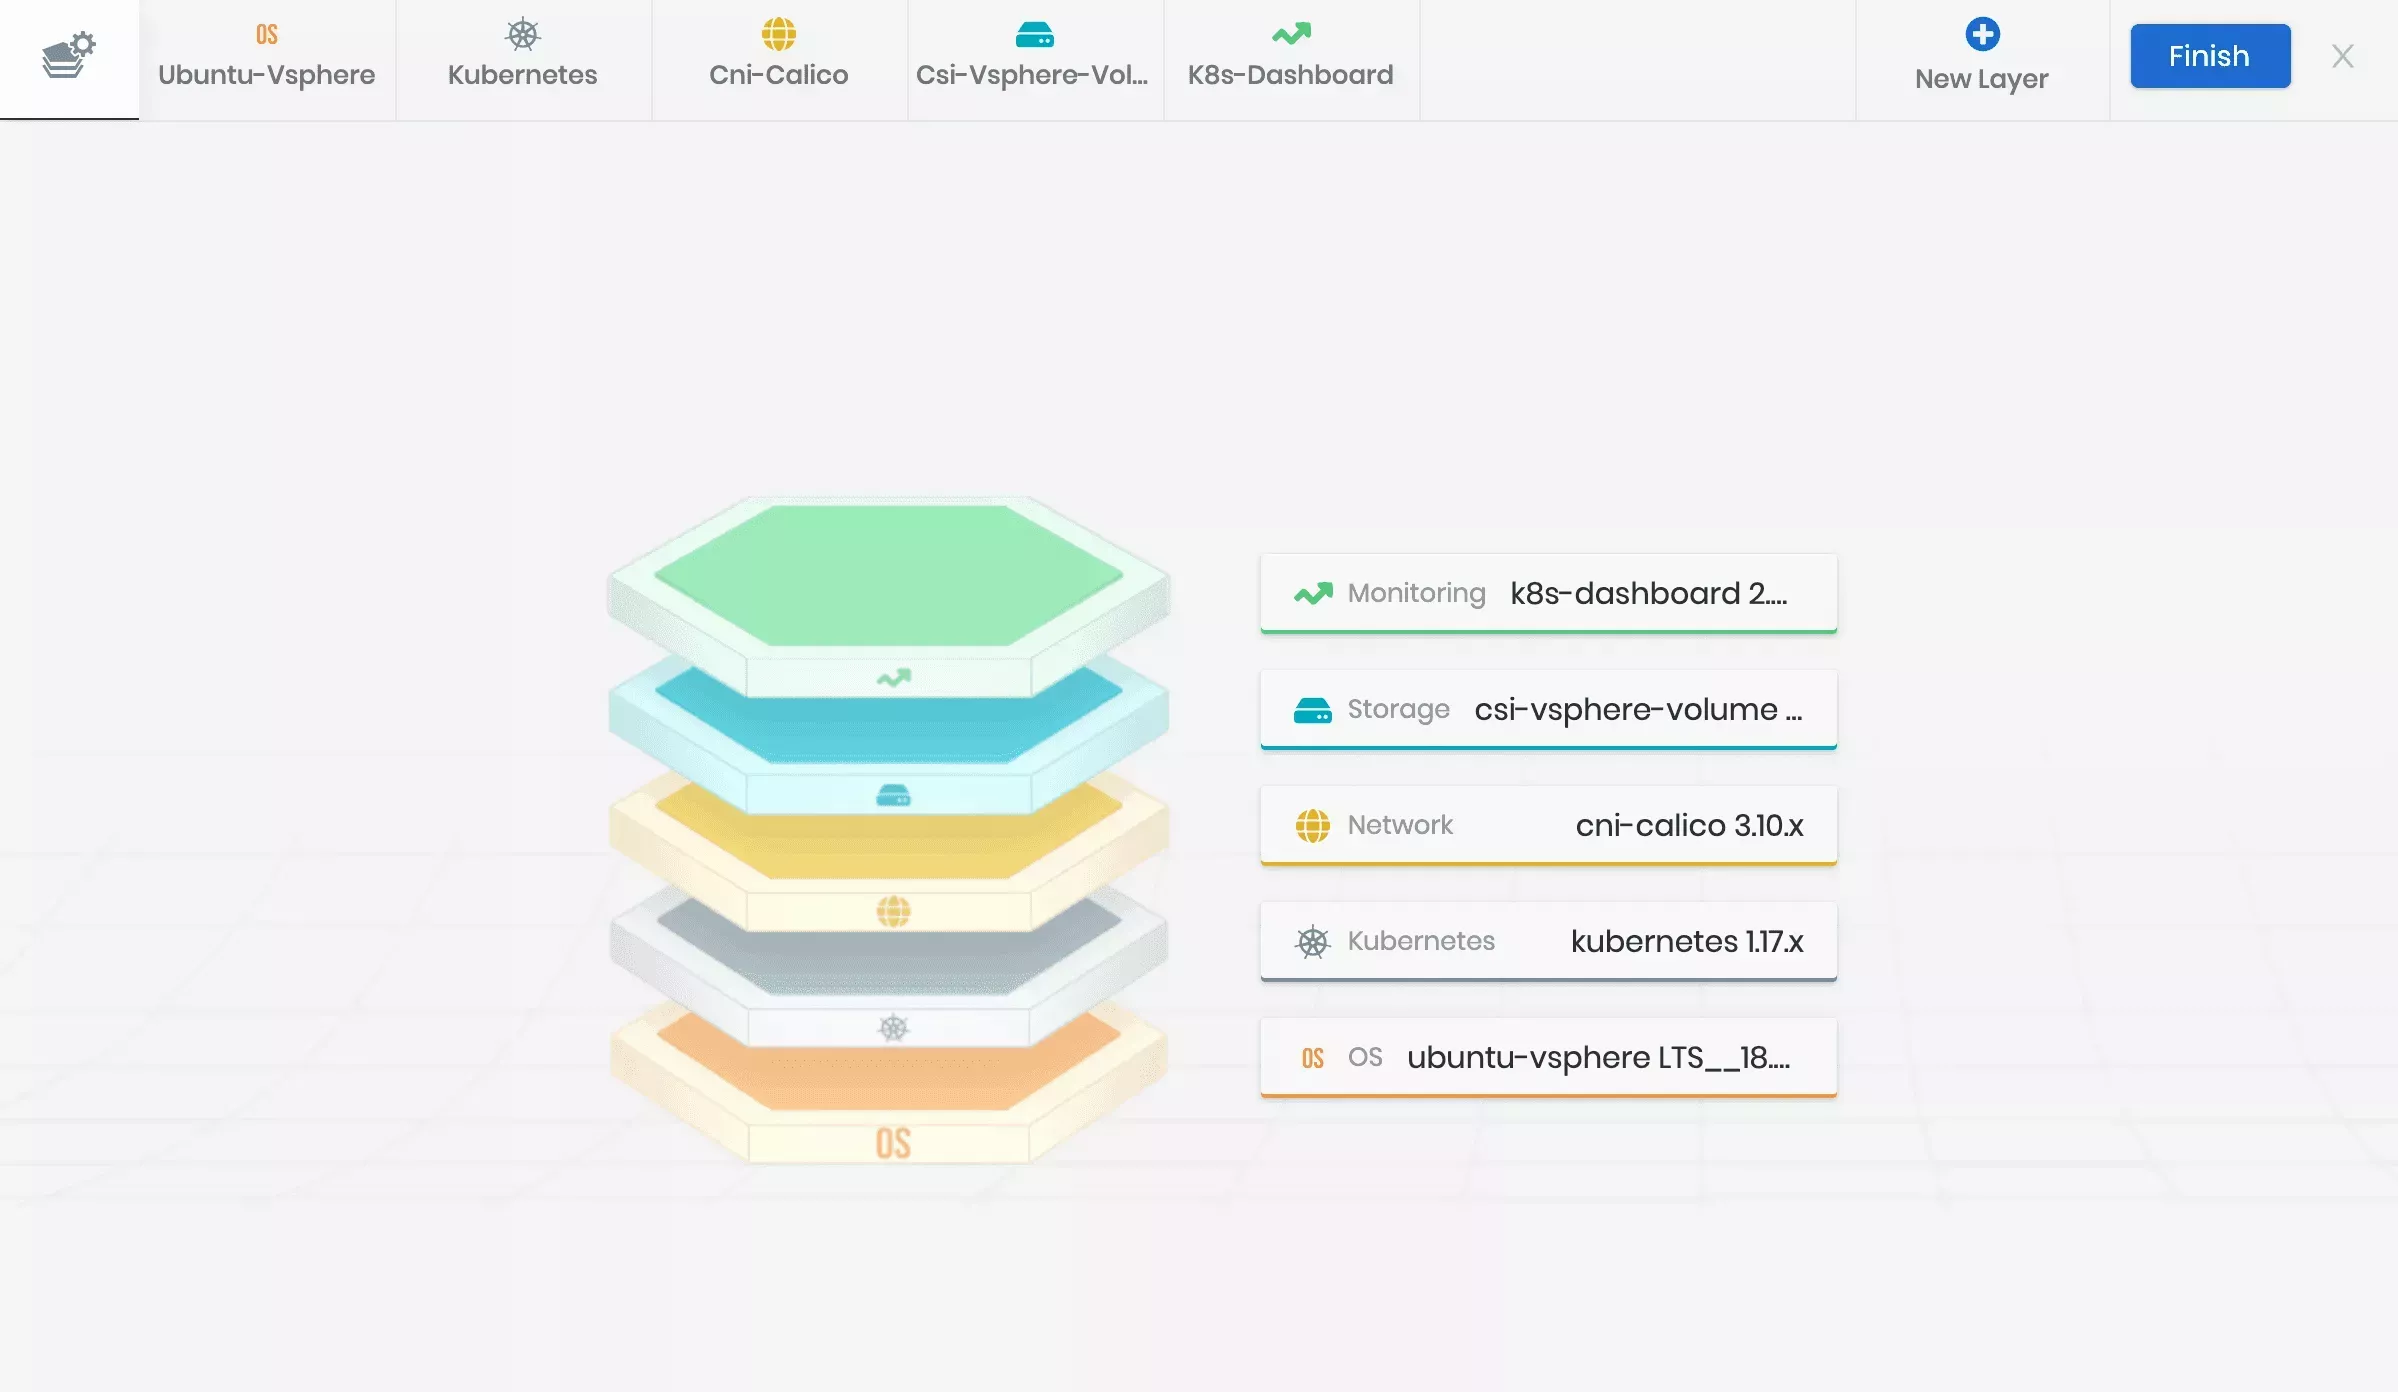 OS
Ubuntu-Vsphere
Kubernetes
Cni-Calico
Csi-Vsphere-Vol...
K8s-Dashboard
New Layer
Finish
Monitoring k8s-dashboard 2....
Storage csi-vsphere-volume ...
Network cni-calico 3.10.x
Kubernetes kubernetes 1.17.x
OS OS ubuntu-vsphere LTS__18....
OS